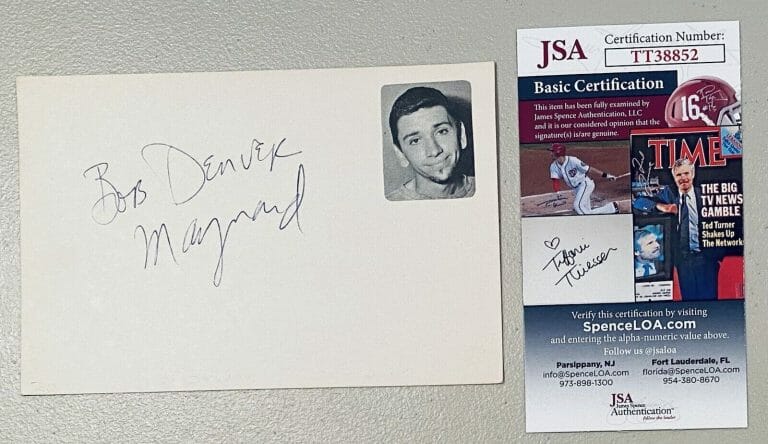 Bob Denver
Maynard
JSA
Certification Number:
TT38852
Basic Certification
This item has been fully examined by
James Spence Authentication, LLC
and it is our considered opinion that the
signature(s) is/are genuine.
16
TIME
THE BIG
TV NEWS
GAMBLE
Ted Turner
Shakes Up
The Network
Tiffani
Thiessen
Verify this certification by visiting
SpenceLOA.com
and entering the alpha-numeric value above.
Follow us @jsaloa
Parsippany, NJ
info@SpenceLOA.com
973-898-1300
Fort Lauderdale, FL
florida@SpenceLOA.com
954-380-8670
JSA
James Spence
Authentication
follow the leader